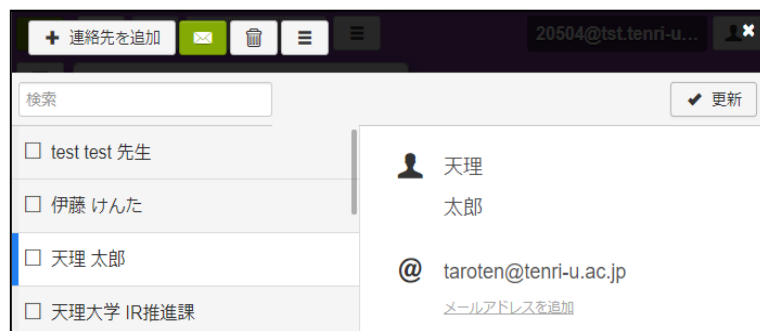 連絡先を追加
20504@tst.tenri-u...
検索
更新
test test 先生
伊藤 けんた
天理 太郎
天理大学 IR推進課
天理
太郎
taroten@tenri-u.ac.jp
メールアドレスを追加